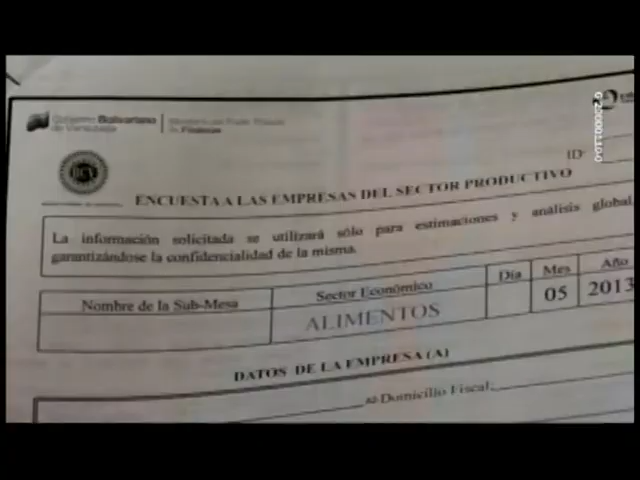 Gobierno Bolivariano
de Venezuela
Ministerio del Poder Popular
de Finanzas
BCV
ID:
ENCUESTA A LAS EMPRESAS DEL SECTOR PRODUCTIVO
La información solicitada se utilizará sólo para estimaciones y análisis global,
garantizándose la confidencialidad de la misma.
Nombre de la Sub-Mesa
Sector Económico
Día
Mes
Año
ALIMENTOS
05
2013
DATOS DE LA EMPRESA (A)
Domicilio Fiscal: